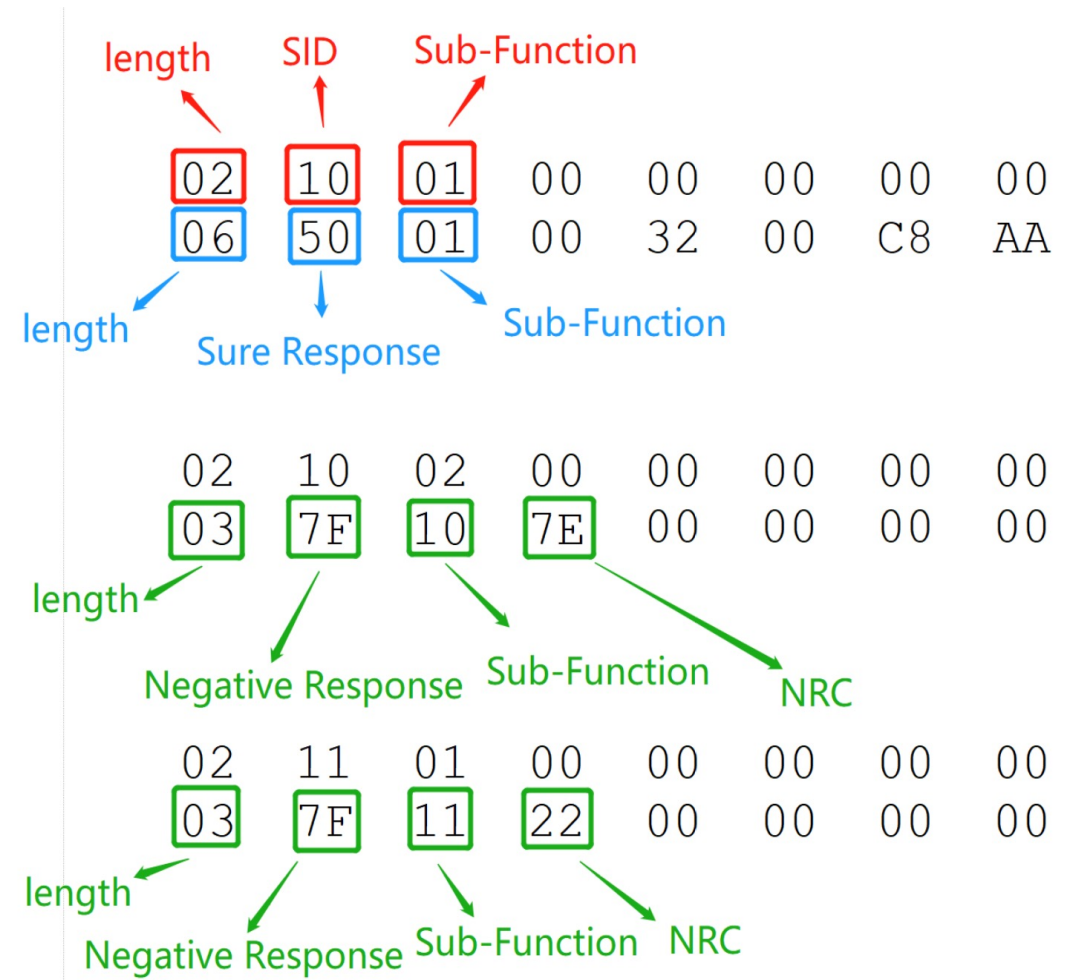 length SID Sub-Function
02 10 01 00 00 00 00 00
06 50 01 00 32 00 C8 AA
length Sure Response Sub-Function
02 10 02 00 00 00 00 00
03 7F 10 7E 00 00 00 00
length
Negative Response Sub-Function NRC
02 11 01 00 00 00 00 00
03 7F 11 22 00 00 00 00
length
Negative Response Sub-Function NRC